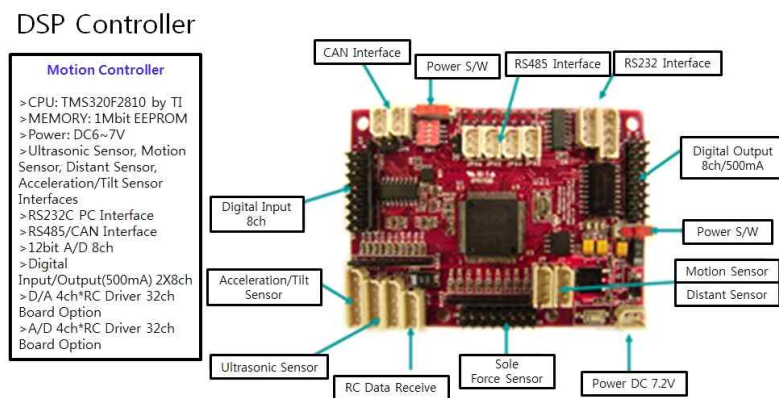 DSP Controller
Motion Controller
>CPU: TMS320F2810 by TI
>MEMORY: 1Mbit EEPROM
>Power: DC6~7V
>Ultrasonic Sensor, Motion
Sensor, Distant Sensor,
Acceleration/Tilt Sensor
Interfaces
>RS232C PC Interface
>RS485/CAN Interface
>12bit A/D 8ch
>Digital
Input/Output(500mA) 2X8ch
>D/A 4ch*RC Driver 32ch
Board Option
>A/D 4ch*RC Driver 32ch
Board Option
CAN Interface
Power S/W
RS485 Interface
RS232 Interface
Digital Input
8ch
Digital Output
8ch/500mA
Power S/W
Acceleration/Tilt
Sensor
Motion Sensor
Distant Sensor
Ultrasonic Sensor
RC Data Receive
Sole
Force Sensor
Power DC 7.2V